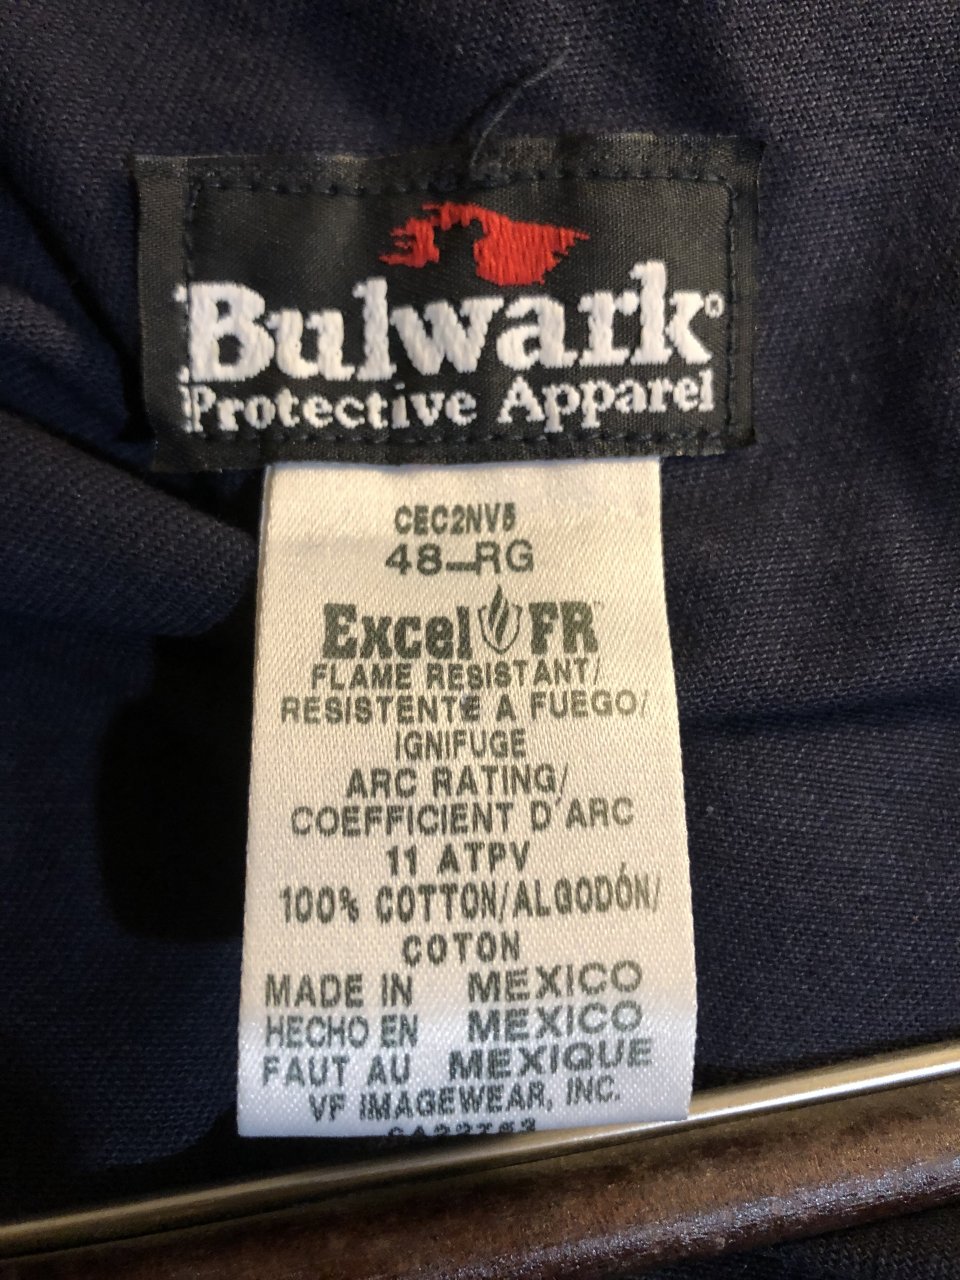 Bulwark®
Protective Apparel
CEC2NV5
48-RG
Excel FR™
FLAME RESISTANT/
RESISTENTE A FUEGO/
IGNIFUGE
ARC RATING/
COEFFICIENT D'ARC
11 ATPV
100% COTTON/ALGODÓN/
COTON
MADE IN MEXICO
HECHO EN MEXICO
FAUT AU MEXIQUE
VF IMAGEWEAR, INC.